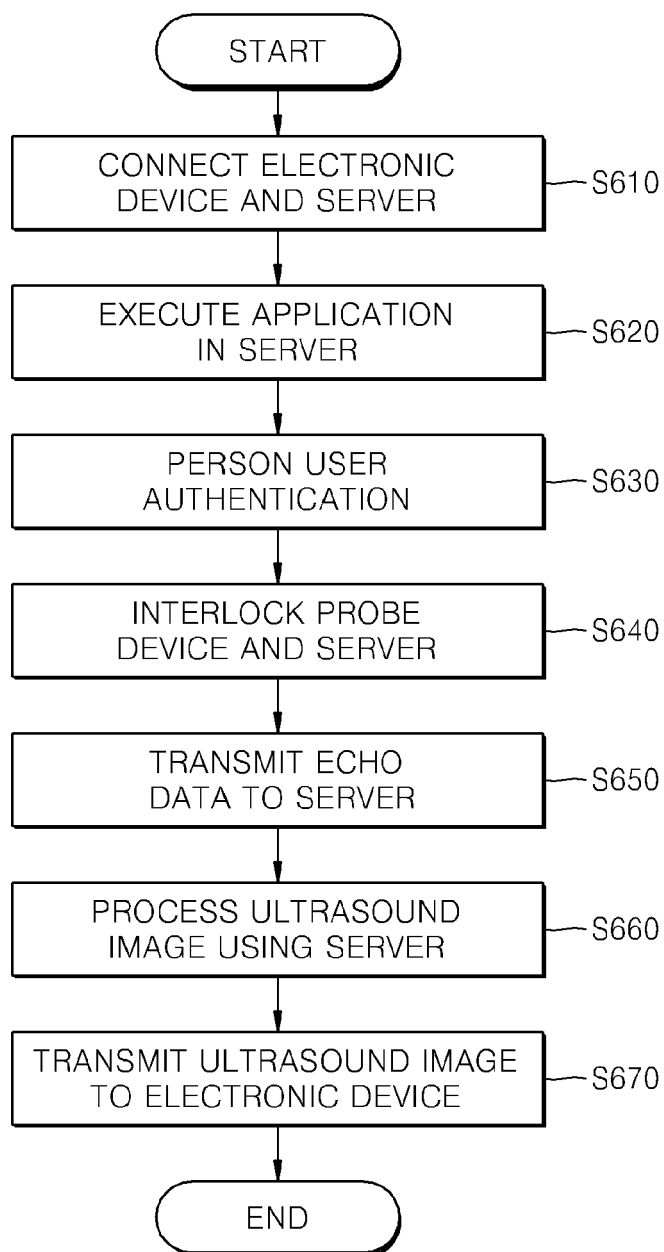 START
CONNECT ELECTRONIC
DEVICE AND SERVER
S610
EXECUTE APPLICATION
IN SERVER
S620
PERSON USER
AUTHENTICATION
S630
INTERLOCK PROBE
DEVICE AND SERVER
S640
TRANSMIT ECHO
DATA TO SERVER
S650
PROCESS ULTRASOUND
IMAGE USING SERVER
S660
TRANSMIT ULTRASOUND IMAGE
TO ELECTRONIC DEVICE
S670
END